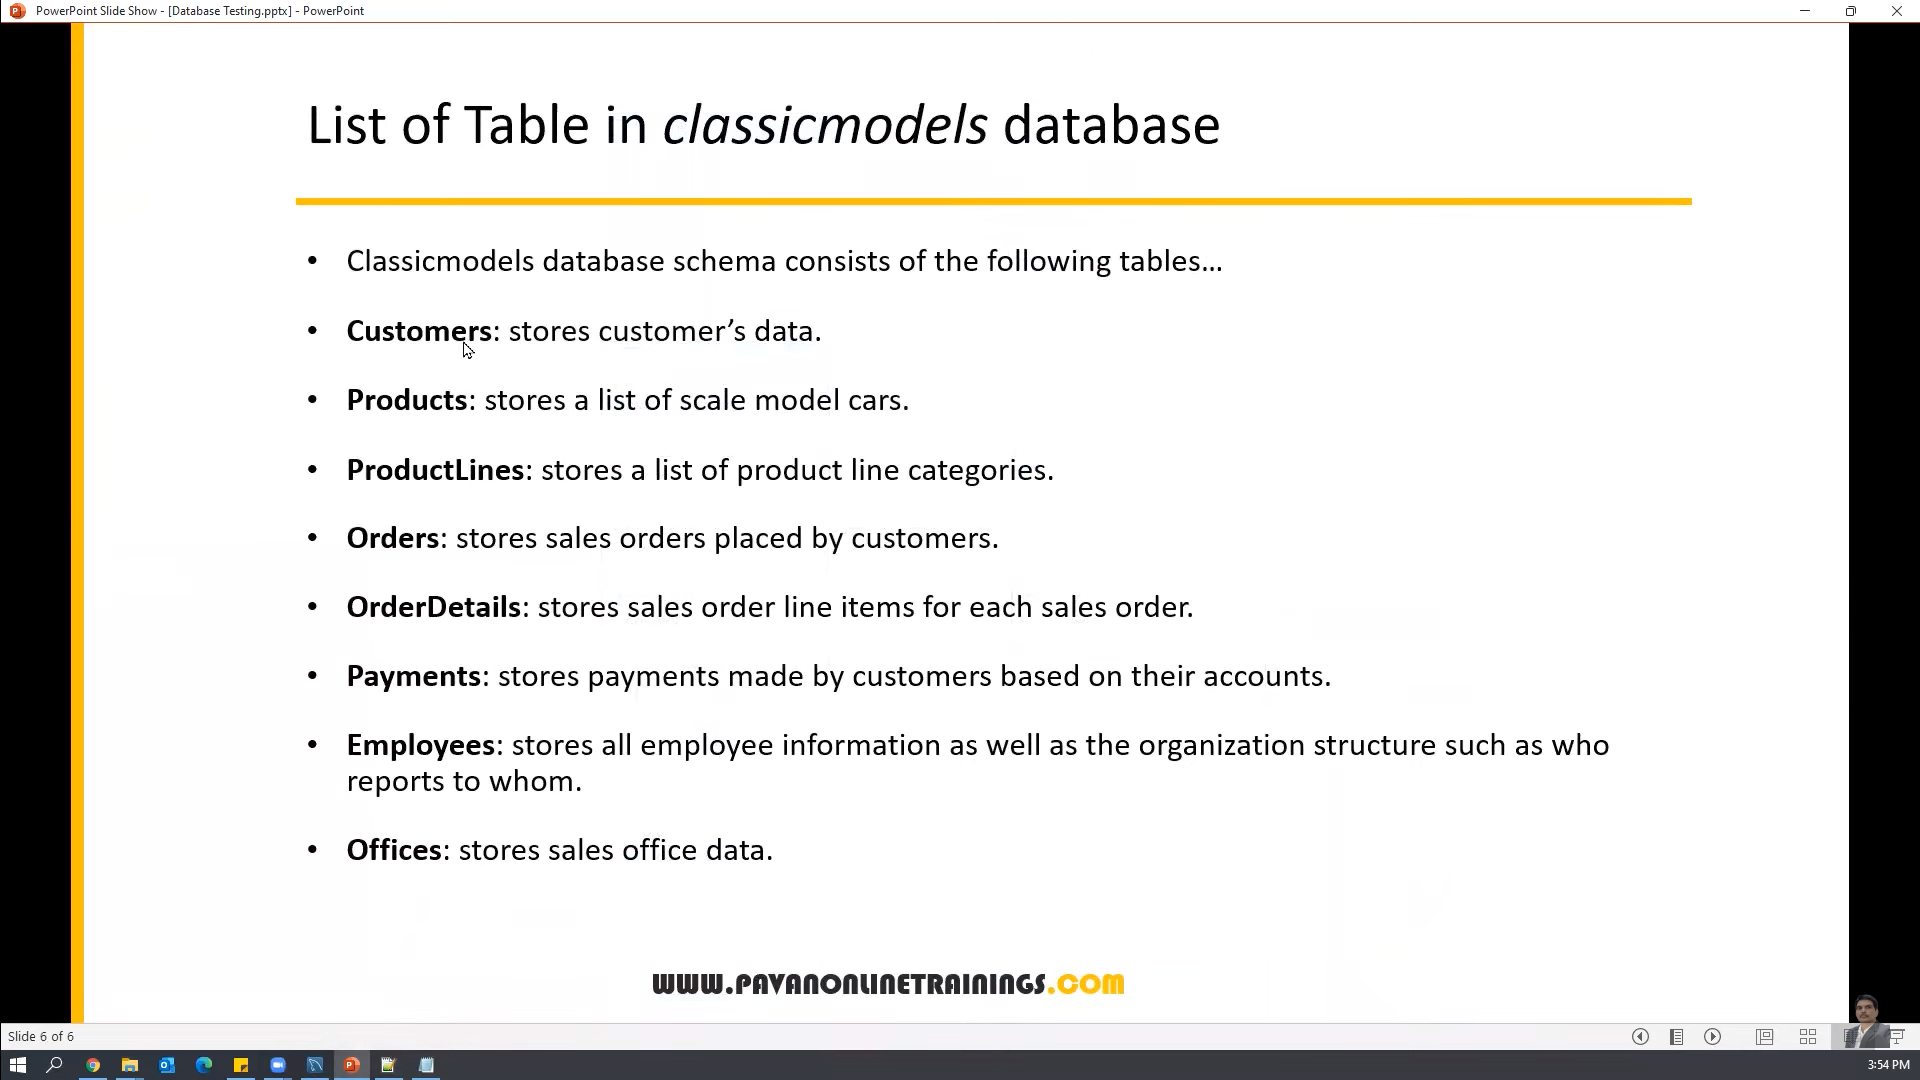 PowerPoint Slide Show - [Database Testing.pptx] - PowerPoint
List of Table in classicmodels database
• Classicmodels database schema consists of the following tables...
• Customers: stores customer’s data.
• Products: stores a list of scale model cars.
• ProductLines: stores a list of product line categories.
• Orders: stores sales orders placed by customers.
• OrderDetails: stores sales order line items for each sales order.
• Payments: stores payments made by customers based on their accounts.
• Employees: stores all employee information as well as the organization structure such as who
reports to whom.
• Offices: stores sales office data.
WWW.PAVANONLINETRAININGS.COM
Slide 6 of 6
3:54 PM